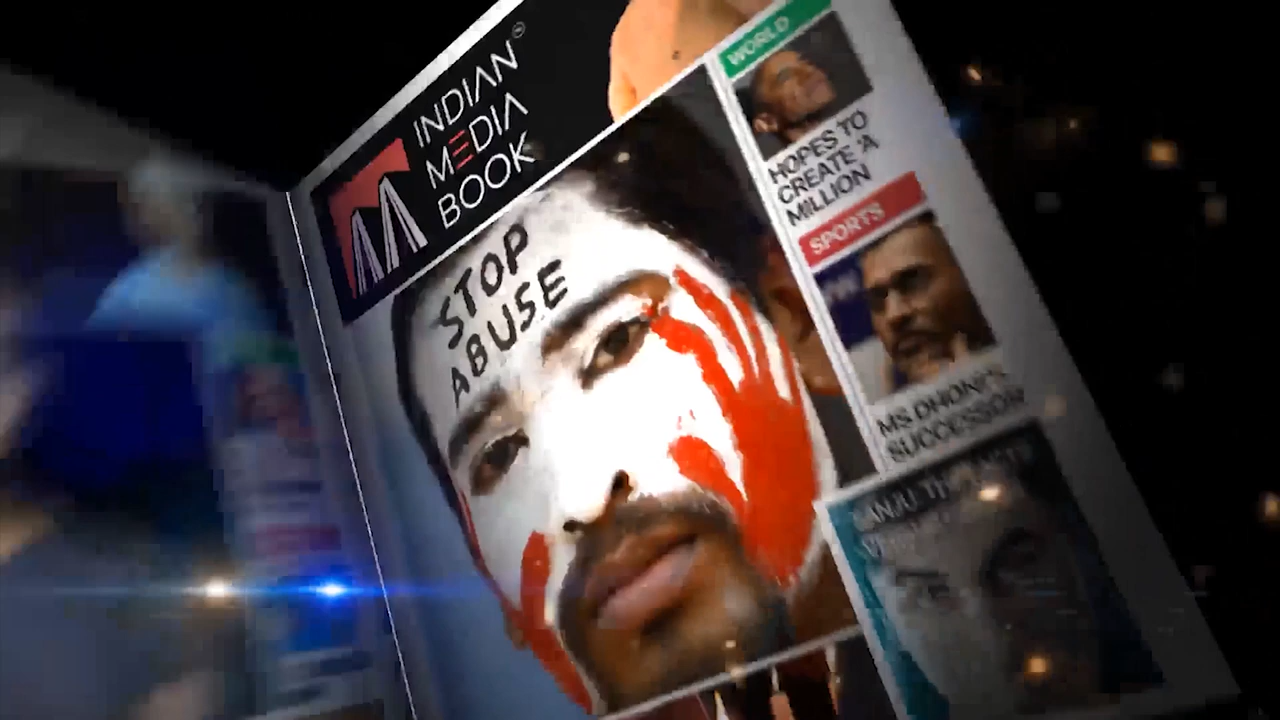 INDIAN
MEDIA
BOOK
STOP
ABUSE
WORLD
HOPES TO
CREATE 'A
MILLION
SPORTS
MS DHONI'S
SUCCESSOR